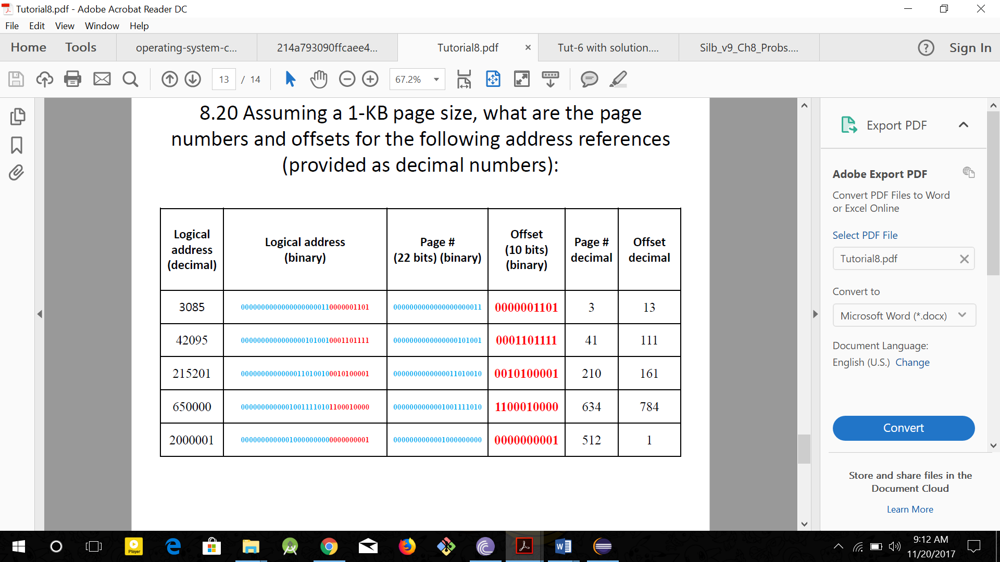 Tutorial8.pdf - Adobe Acrobat Reader DC
File Edit View Window Help
Home Tools operating-system-c... 214a793090ffcaee4... Tutorial8.pdf Tut-6 with solution.... Silb_v9_Ch8_Probs.... Sign In
13 / 14 67.2%
8.20 Assuming a 1-KB page size, what are the page
numbers and offsets for the following address references
(provided as decimal numbers):
Logical address (decimal) Logical address (binary) Page # (22 bits) (binary) Offset (10 bits) (binary) Page # decimal Offset decimal
3085 00000000000000000000110000001101 0000000000000000000011 0000001101 3 13
42095 00000000000000001010010001101111 0000000000000000101001 0001101111 41 111
215201 00000000000000110100100010100001 0000000000000011010010 0010100001 210 161
650000 00000000000010011110101100010000 0000000000001001111010 1100010000 634 784
2000001 00000000000010000000000000000001 0000000000001000000000 0000000001 512 1
Export PDF
Adobe Export PDF
Convert PDF Files to Word
or Excel Online
Select PDF File
Tutorial8.pdf
Convert to
Microsoft Word (*.docx)
Document Language:
English (U.S.) Change
Convert
Store and share files in the
Document Cloud
Learn More
Player
9:12 AM
11/20/2017